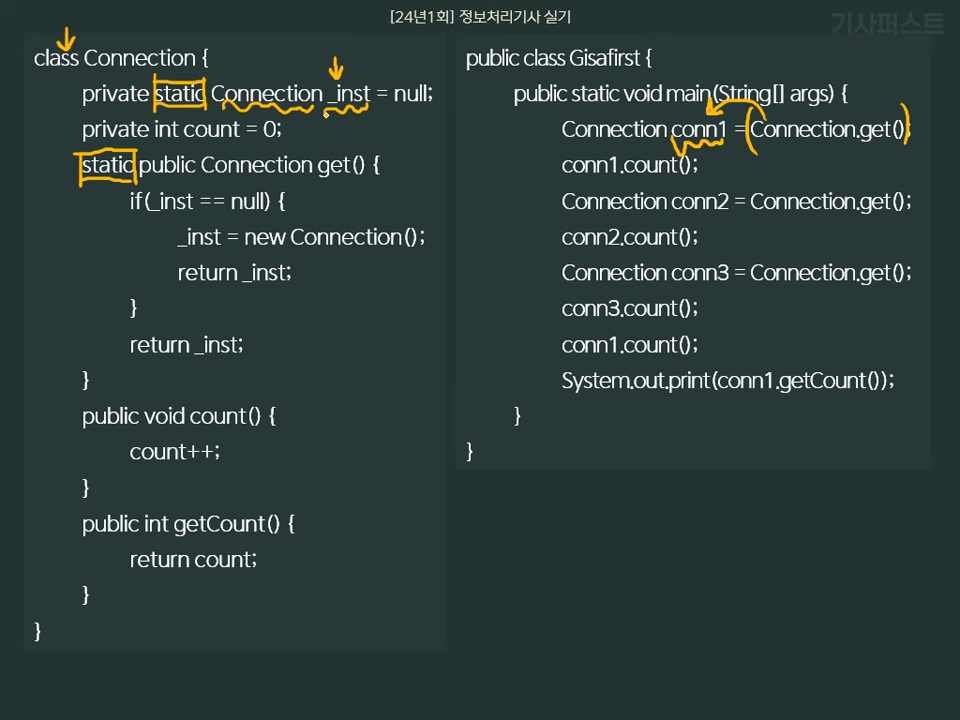 [24년1회] 정보처리기사 실기
기사퍼스트
class Connection {
private static Connection _inst = null;
private int count = 0;
static public Connection get() {
if(_inst == null) {
_inst = new Connection();
return _inst;
}
return _inst;
}
public void count() {
count++;
}
public int getCount() {
return count;
}
}
public class Gisafirst {
public static void main(String[] args) {
Connection conn1 = Connection.get();
conn1.count();
Connection conn2 = Connection.get();
conn2.count();
Connection conn3 = Connection.get();
conn3.count();
conn1.count();
System.out.print(conn1.getCount());
}
}